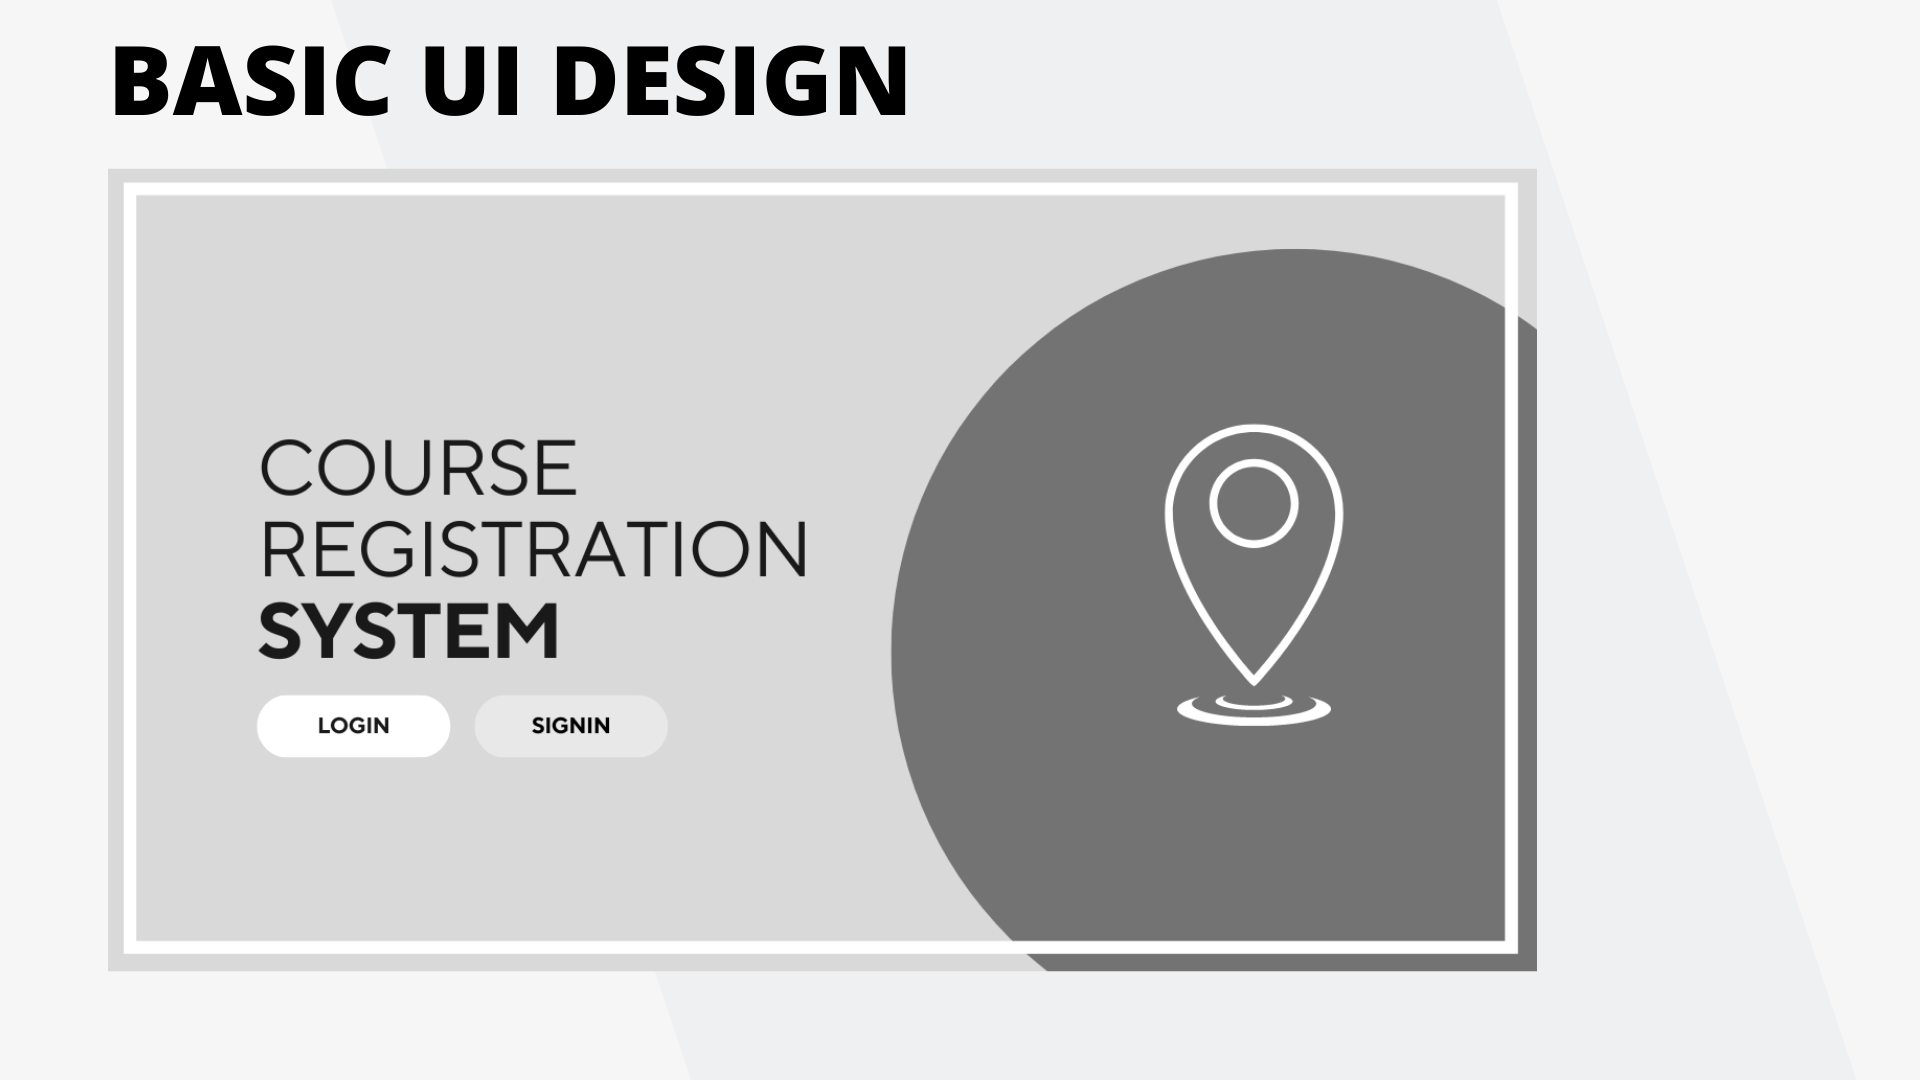 BASIC UI DESIGN
COURSE
REGISTRATION
SYSTEM
LOGIN SIGNIN